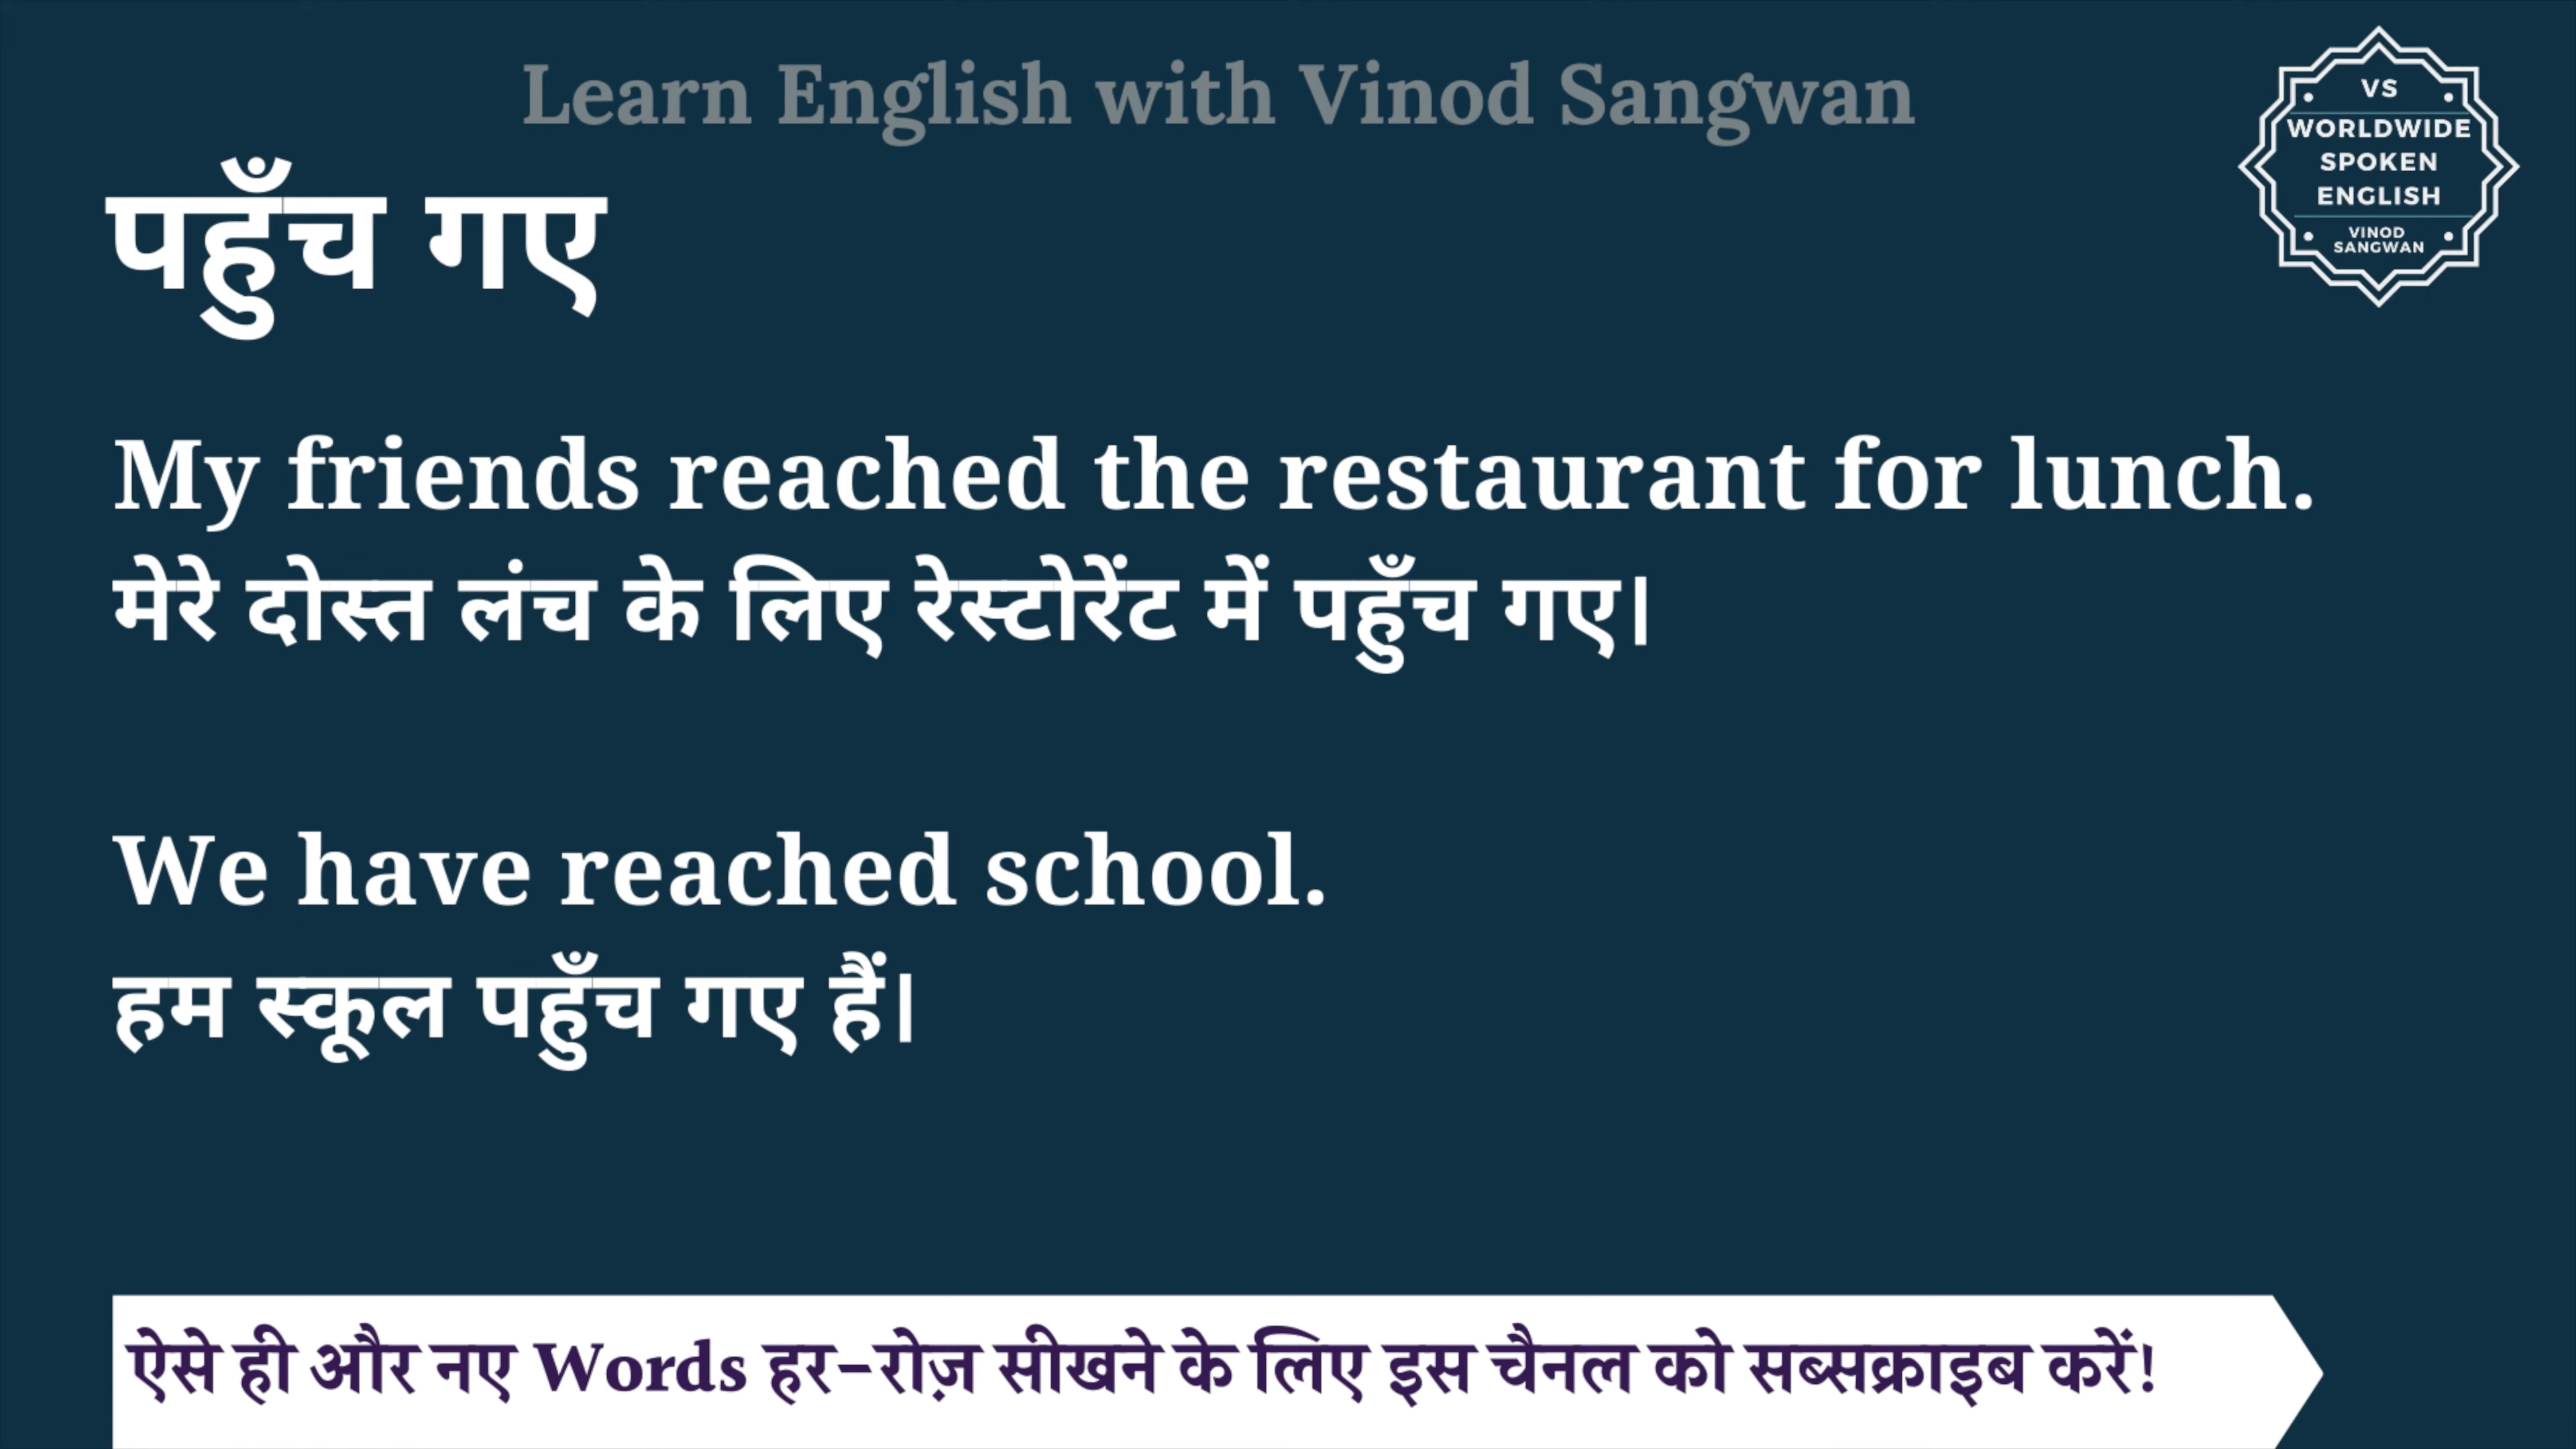 Learn English with Vinod Sangwan
VS
WORLDWIDE
SPOKEN
ENGLISH
VINOD
SANGWAN
पहुँच गए
My friends reached the restaurant for lunch.
मेरे दोस्त लंच के लिए रेस्टोरेंट में पहुँच गए।
We have reached school.
हम स्कूल पहुँच गए हैं।
ऐसे ही और नए Words हर-रोज़ सीखने के लिए इस चैनल को सब्सक्राइब करें!